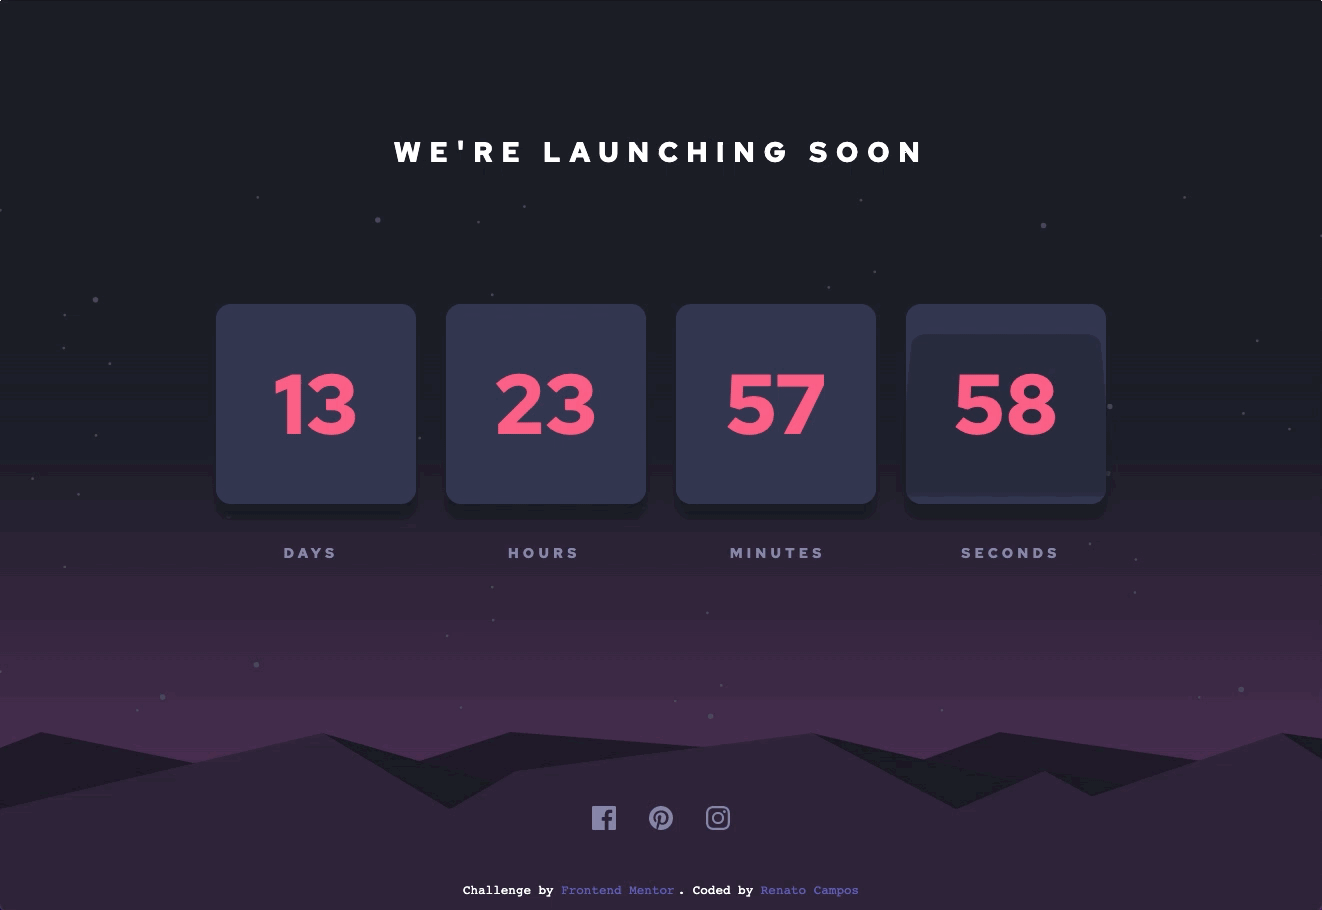 WE'RE LAUNCHING SOON
13 23 57 58
DAYS HOURS MINUTES SECONDS
Challenge by Frontend Mentor. Coded by Renato Campos